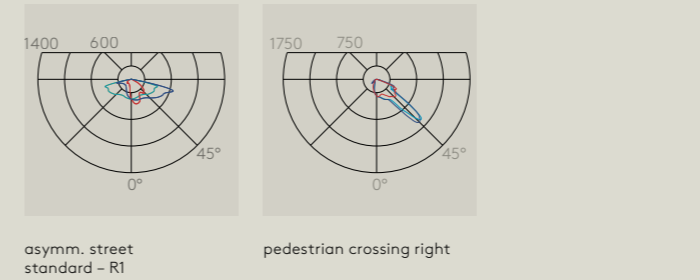 1400 600
45°
0°
asymm. street
standard – R1
1750 750
45°
0°
pedestrian crossing right